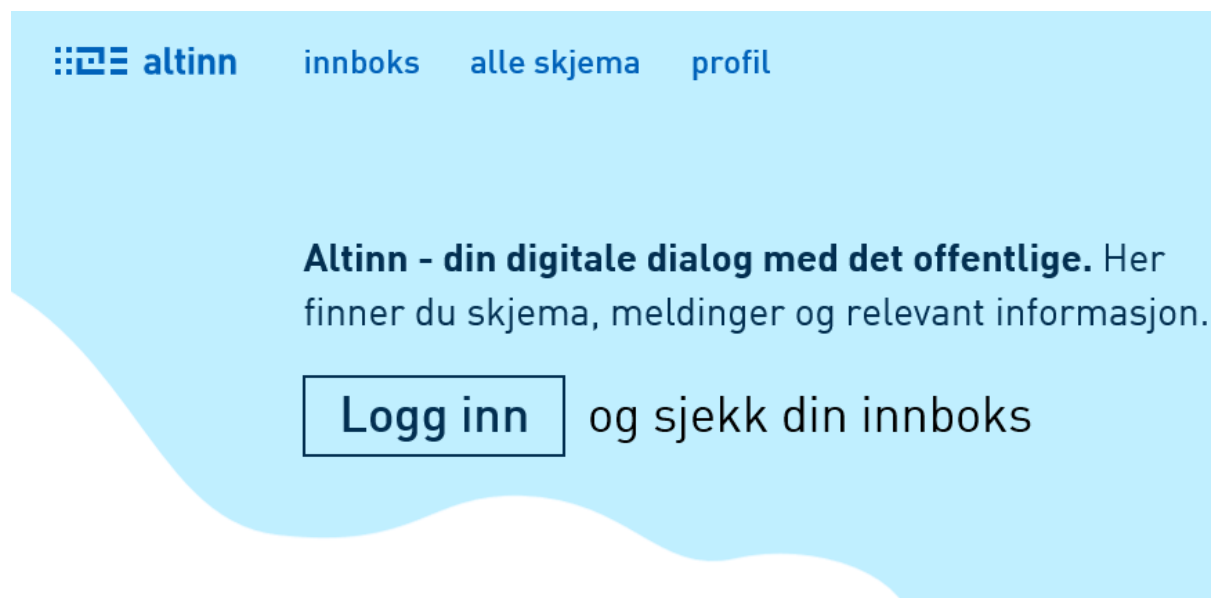 altinn innboks alle skjema profil
Altinn - din digitale dialog med det offentlige. Her
finner du skjema, meldinger og relevant informasjon.
Logg inn og sjekk din innboks